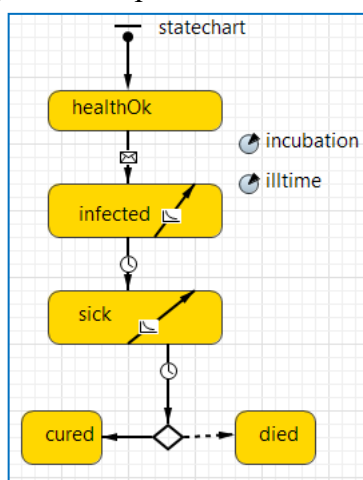 statechart
healthOk
incubation
illtime
infected
sick
cured
died